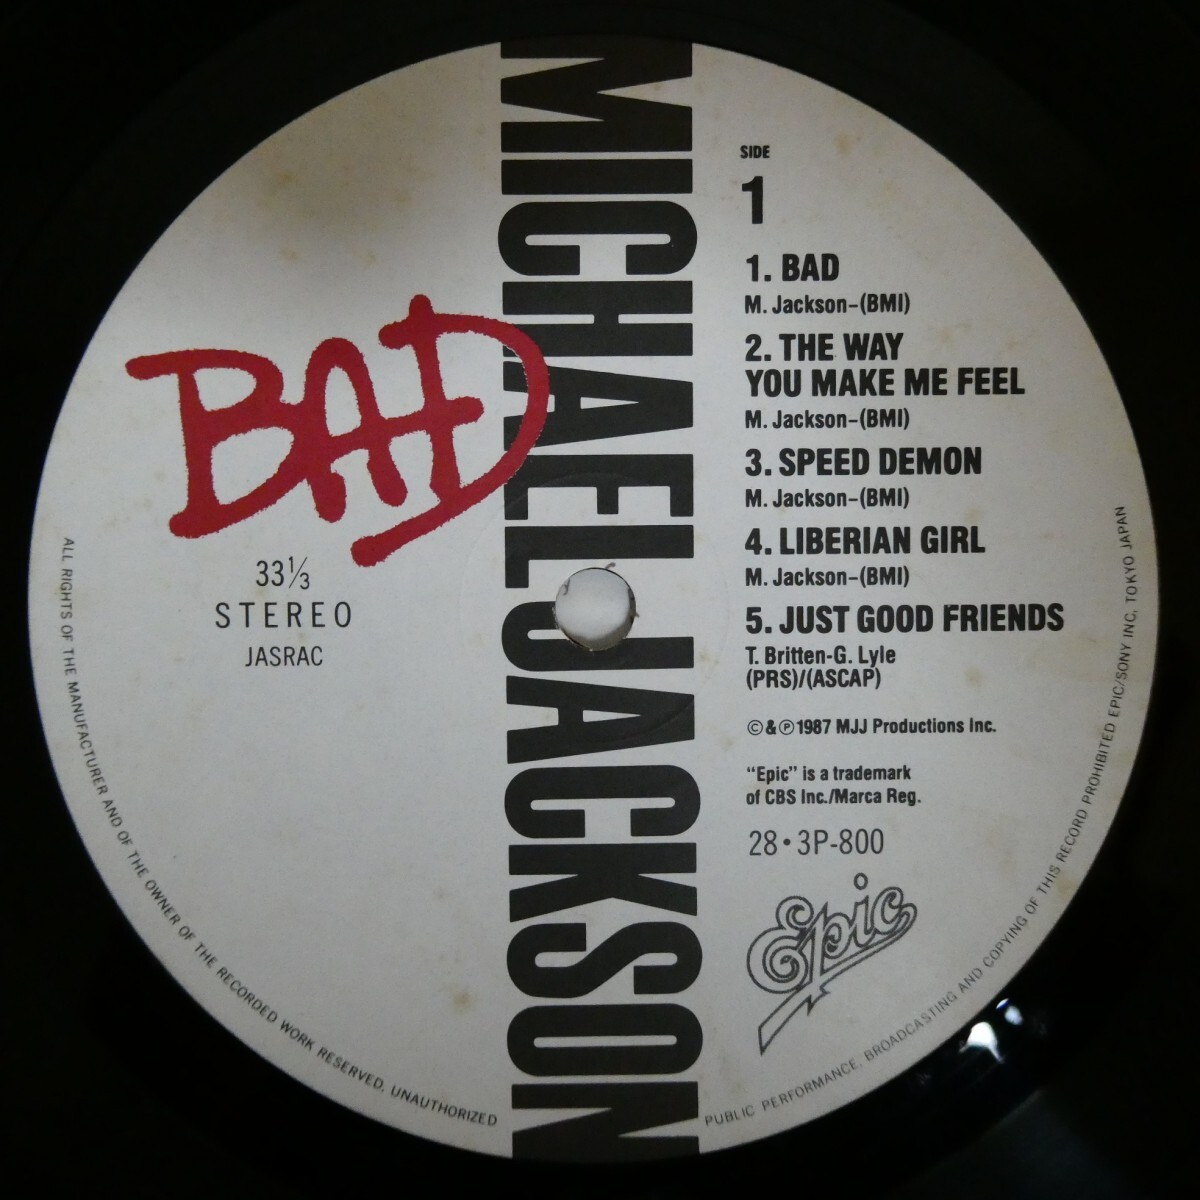 MICHAEL JACKSON
BAD
33 1/3
STEREO
JASRAC
SIDE
1
1. BAD
M. Jackson-(BMI)
2. THE WAY
YOU MAKE ME FEEL
M. Jackson-(BMI)
3. SPEED DEMON
M. Jackson-(BMI)
4. LIBERIAN GIRL
M. Jackson-(BMI)
5. JUST GOOD FRIENDS
T. Britten-G. Lyle
(PRS)/(ASCAP)
©&℗1987 MJJ Productions Inc.
"Epic" is a trademark
of CBS Inc./Marca Reg.
28・3P-800
Epic
ALL RIGHTS OF THE MANUFACTURER AND OF THE OWNER OF THE RECORDED WORK RESERVED, UNAUTHORIZED PUBLIC PERFORMANCE, BROADCASTING AND COPYING OF THIS RECORD PROHIBITED EPIC/SONY INC, TOKYO JAPAN